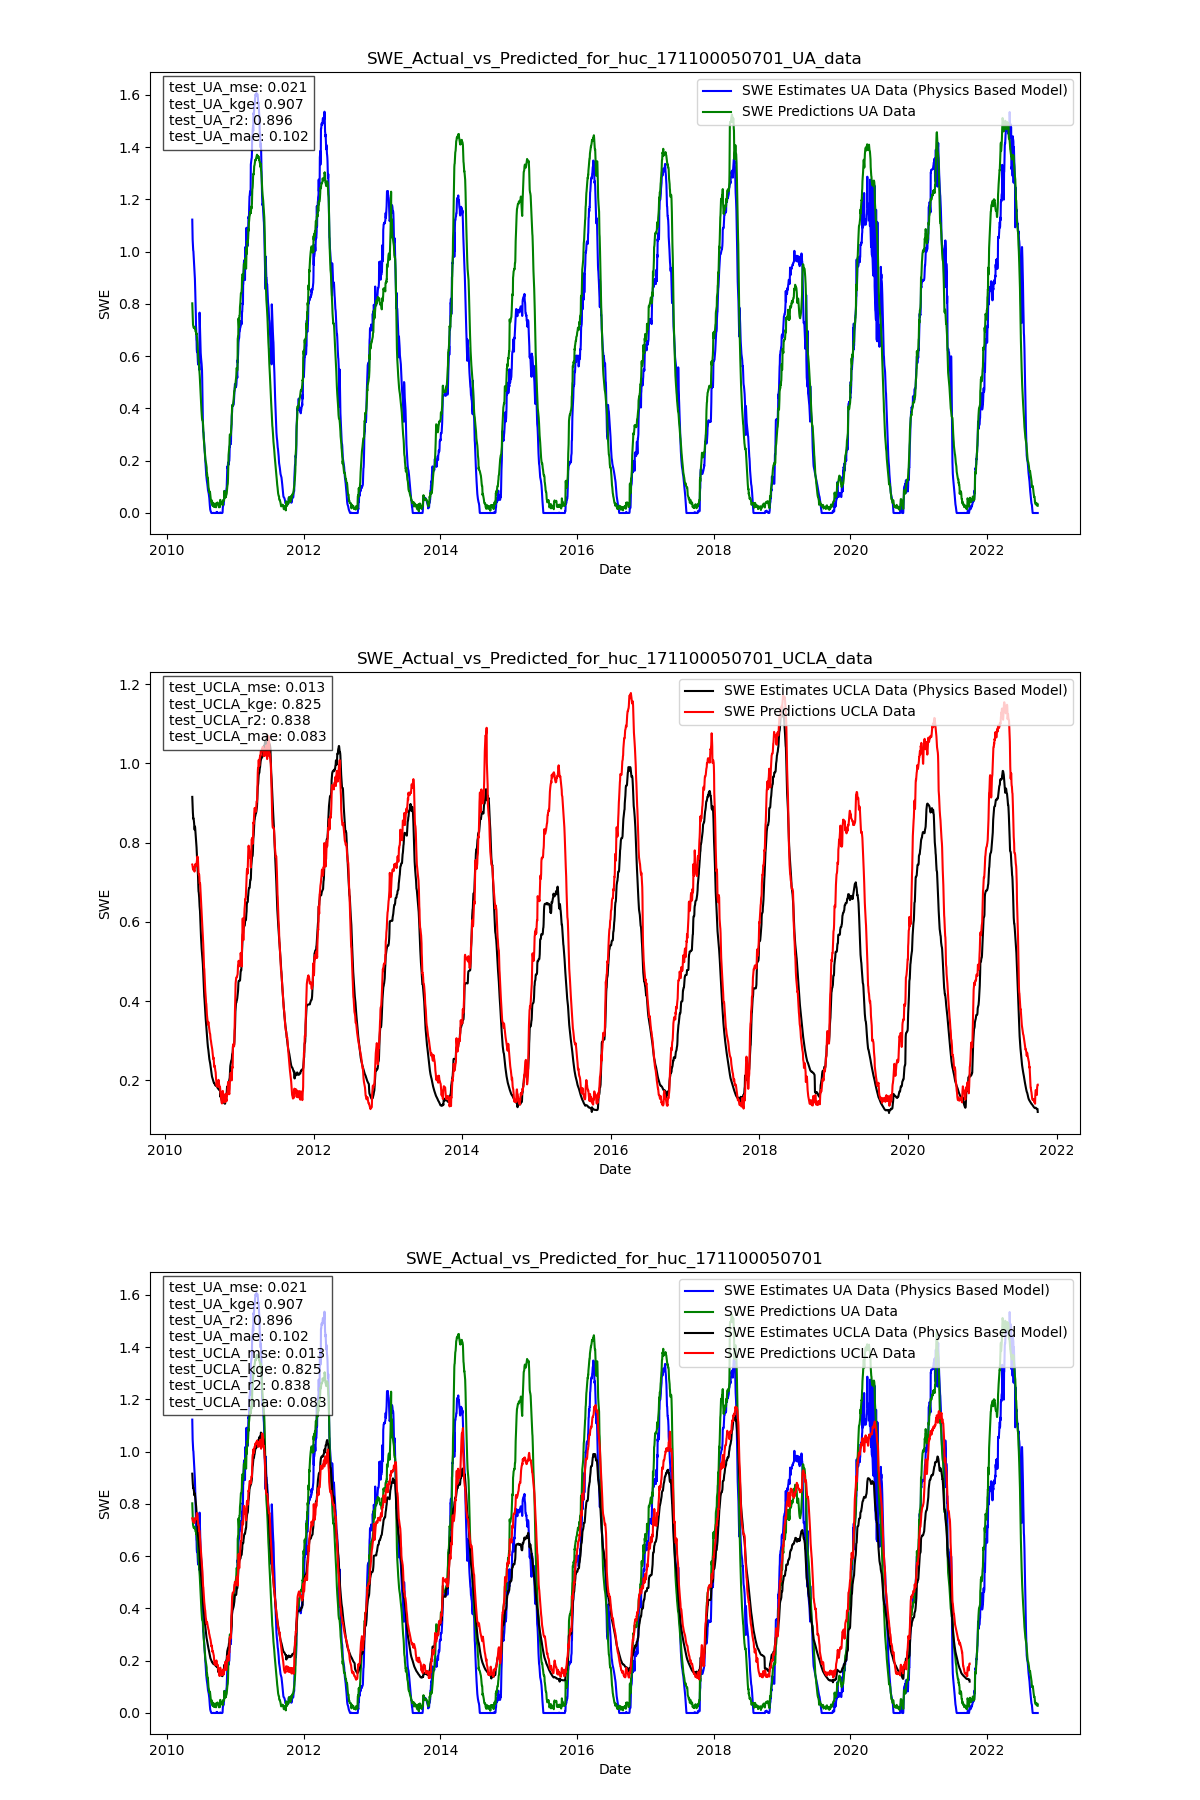 SWE_Actual_vs_Predicted_for_huc_171100050701_UA_data
test_UA_mse: 0.021
test_UA_kge: 0.907
test_UA_r2: 0.896
test_UA_mae: 0.102
SWE Estimates UA Data (Physics Based Model)
SWE Predictions UA Data
1.6
1.4
1.2
1.0
0.8
0.6
0.4
0.2
0.0
SWE
2010 2012 2014 2016 2018 2020 2022
Date
SWE_Actual_vs_Predicted_for_huc_171100050701_UCLA_data
test_UCLA_mse: 0.013
test_UCLA_kge: 0.825
test_UCLA_r2: 0.838
test_UCLA_mae: 0.083
SWE Estimates UCLA Data (Physics Based Model)
SWE Predictions UCLA Data
1.2
1.0
0.8
0.6
0.4
0.2
SWE
2010 2012 2014 2016 2018 2020 2022
Date
SWE_Actual_vs_Predicted_for_huc_171100050701
test_UA_mse: 0.021
test_UA_kge: 0.907
test_UA_r2: 0.896
test_UA_mae: 0.102
test_UCLA_mse: 0.013
test_UCLA_kge: 0.825
test_UCLA_r2: 0.838
test_UCLA_mae: 0.083
SWE Estimates UA Data (Physics Based Model)
SWE Predictions UA Data
SWE Estimates UCLA Data (Physics Based Model)
SWE Predictions UCLA Data
1.6
1.4
1.2
1.0
0.8
0.6
0.4
0.2
0.0
SWE
2010 2012 2014 2016 2018 2020 2022
Date